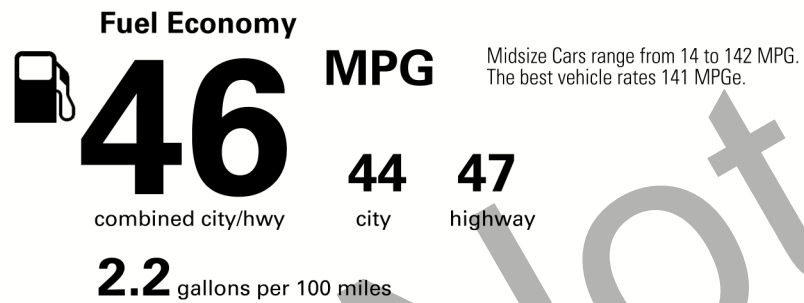 Fuel Economy
46 MPG
Midsize Cars range from 14 to 142 MPG.
The best vehicle rates 141 MPGe.
44 47
combined city/hwy city highway
2.2 gallons per 100 miles
Not